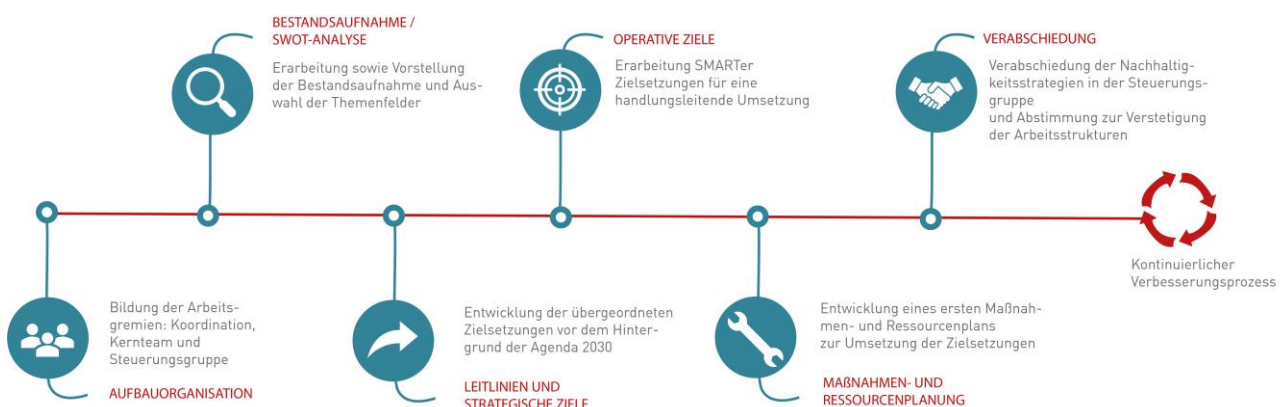 BESTANDSAUFNAHME /
SWOT-ANALYSE
Erarbeitung sowie Vorstellung
der Bestandsaufnahme und Aus-
wahl der Themenfelder
OPERATIVE ZIELE
Erarbeitung SMARTer
Zielsetzungen für eine
handlungsleitende Umsetzung
VERABSCHIEDUNG
Verabschiedung der Nachhaltig-
keitsstrategien in der Steuerungs-
gruppe
und Abstimmung zur Verstetigung
der Arbeitsstrukturen
Kontinuierlicher
Verbesserungsprozess
Bildung der Arbeits-
gremien: Koordination,
Kernteam und
Steuerungsgruppe
AUFBAUORGANISATION
Entwicklung der übergeordneten
Zielsetzungen vor dem Hinter-
grund der Agenda 2030
LEITLINIEN UND
STRATEGISCHE ZIELE
Entwicklung eines ersten Maßnah-
men- und Ressourcenplans
zur Umsetzung der Zielsetzungen
MAßNAHMEN- UND
RESSOURCENPLANUNG